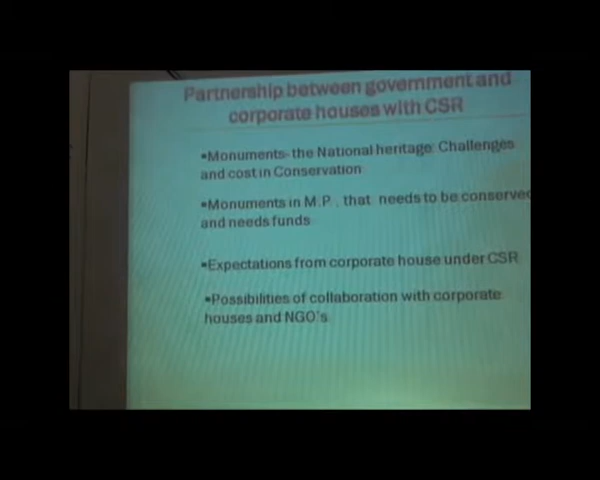 Partnership between government and
corporate houses with CSR
▪Monuments- the National heritage: Challenges
and cost in Conservation
▪Monuments in M.P., that needs to be conserved
and needs funds
▪Expectations from corporate house under CSR
▪Possibilities of collaboration with corporate
houses and NGO's